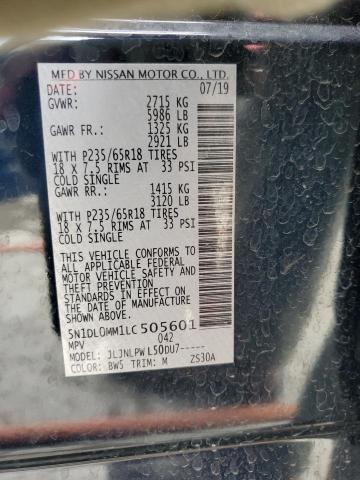 MFD BY NISSAN MOTOR CO., LTD.
DATE: 07/19
GVWR: 2715 KG
5986 LB
GAWR FR.: 1325 KG
2921 LB
WITH P235/65R18 TIRES
18 X 7.5 RIMS AT 33 PSI
COLD SINGLE
GAWR RR.: 1415 KG
3120 LB
WITH P235/65R18 TIRES
18 X 7.5 RIMS AT 33 PSI
COLD SINGLE
THIS VEHICLE CONFORMS TO
ALL APPLICABLE FEDERAL
MOTOR VEHICLE SAFETY AND
THEFT PREVENTION
STANDARDS IN EFFECT ON
THE DATE OF MANUFACTURE
SHOWN ABOVE.
5N1DL0MM1LC505601
MPV 042
MODEL: JLJNLPWL50DU7-----
COLOR: BW5 TRIM: M ZS30A